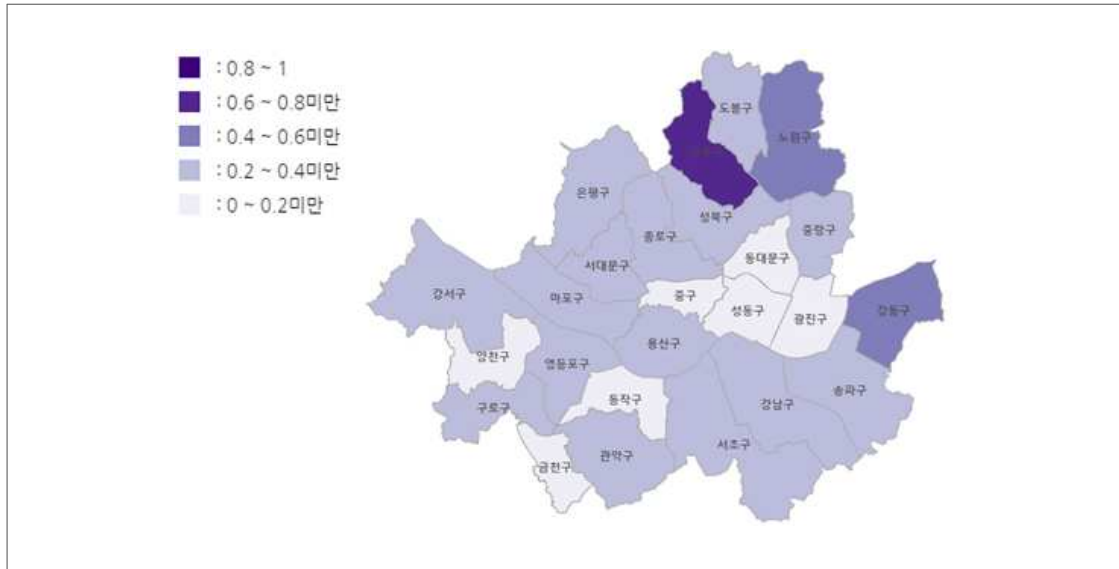 : 0.8 ~ 1
: 0.6 ~ 0.8미만
: 0.4 ~ 0.6미만
: 0.2 ~ 0.4미만
: 0 ~ 0.2미만
도봉구
노원구
은평구
성북구
중랑구
종로구
동대문구
서대문구
강서구
마포구
중구
성동구
광진구
강동구
용산구
양천구
영등포구
송파구
동작구
구로구
강남구
서초구
관악구
금천구